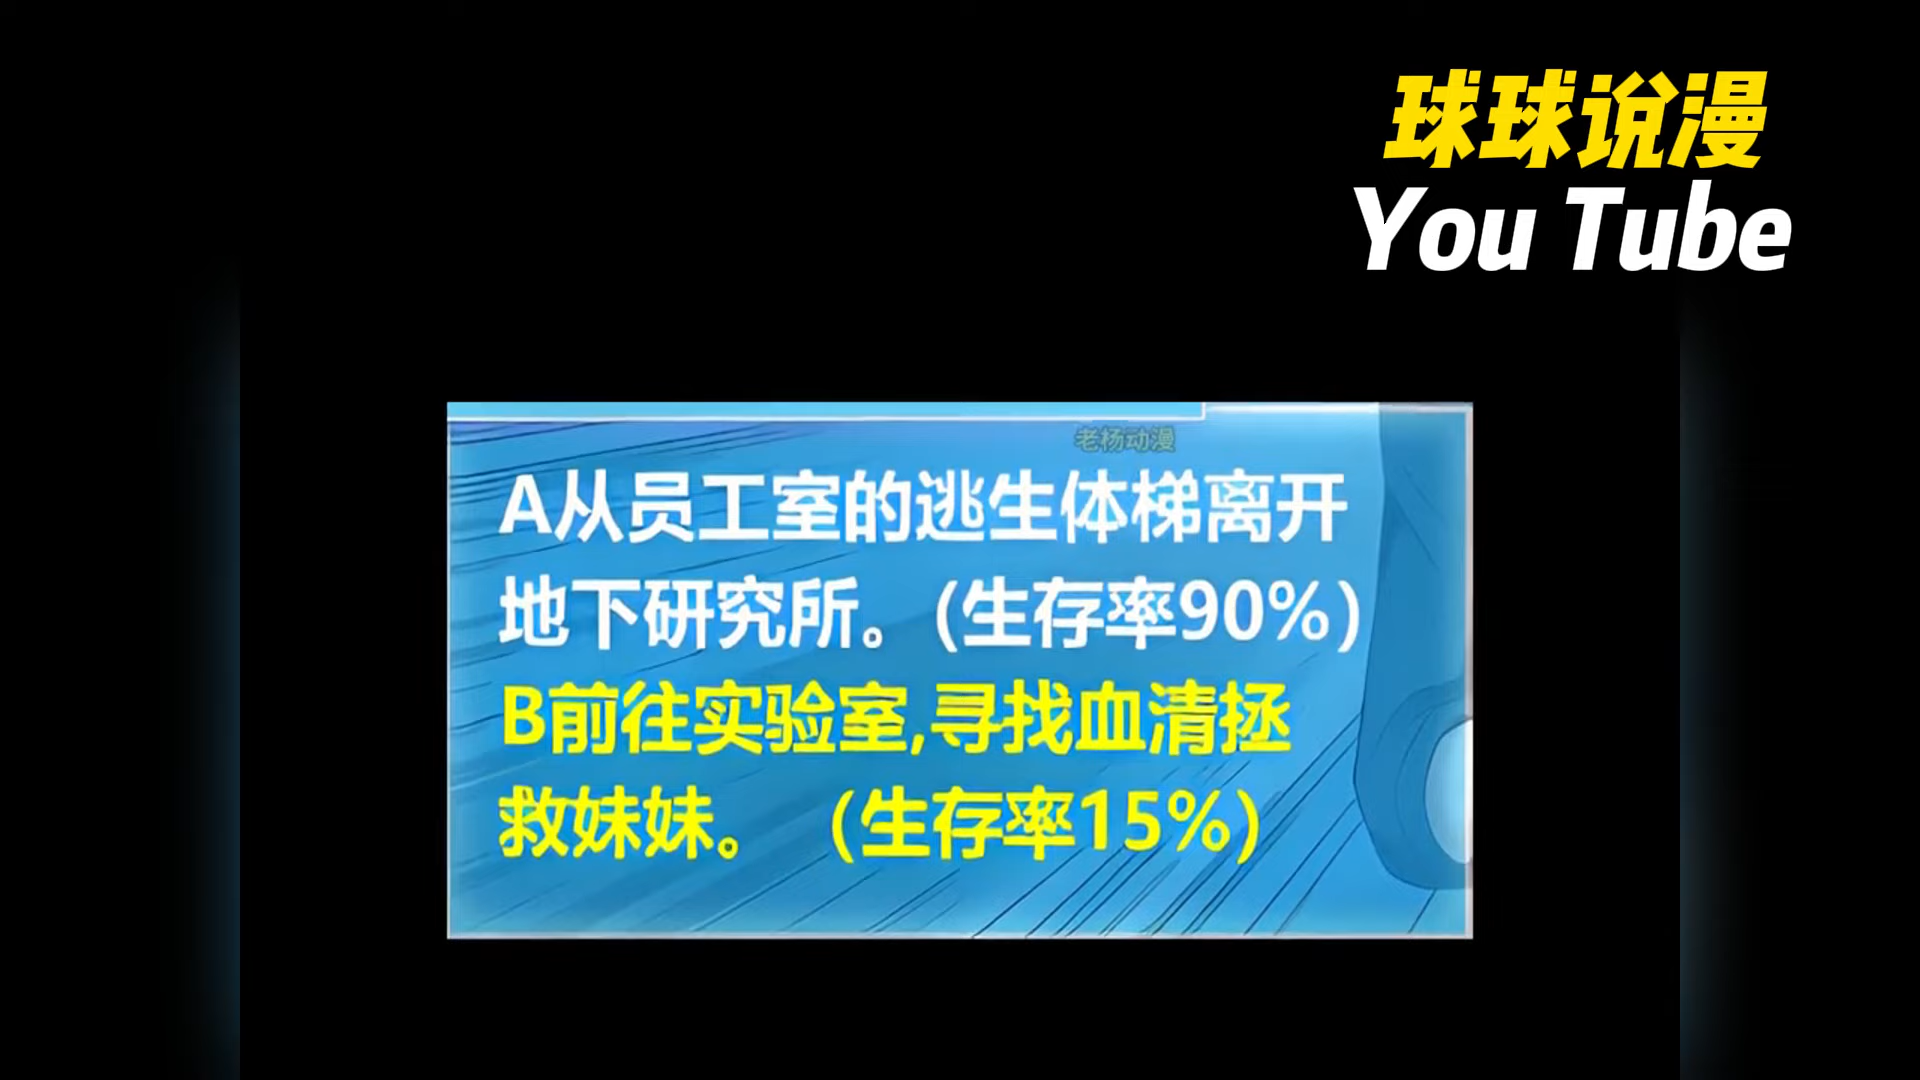 球球说漫
You Tube
老杨动漫
A从员工室的逃生体梯离开
地下研究所。(生存率90%)
B前往实验室,寻找血清拯
救妹妹。 (生存率15%)